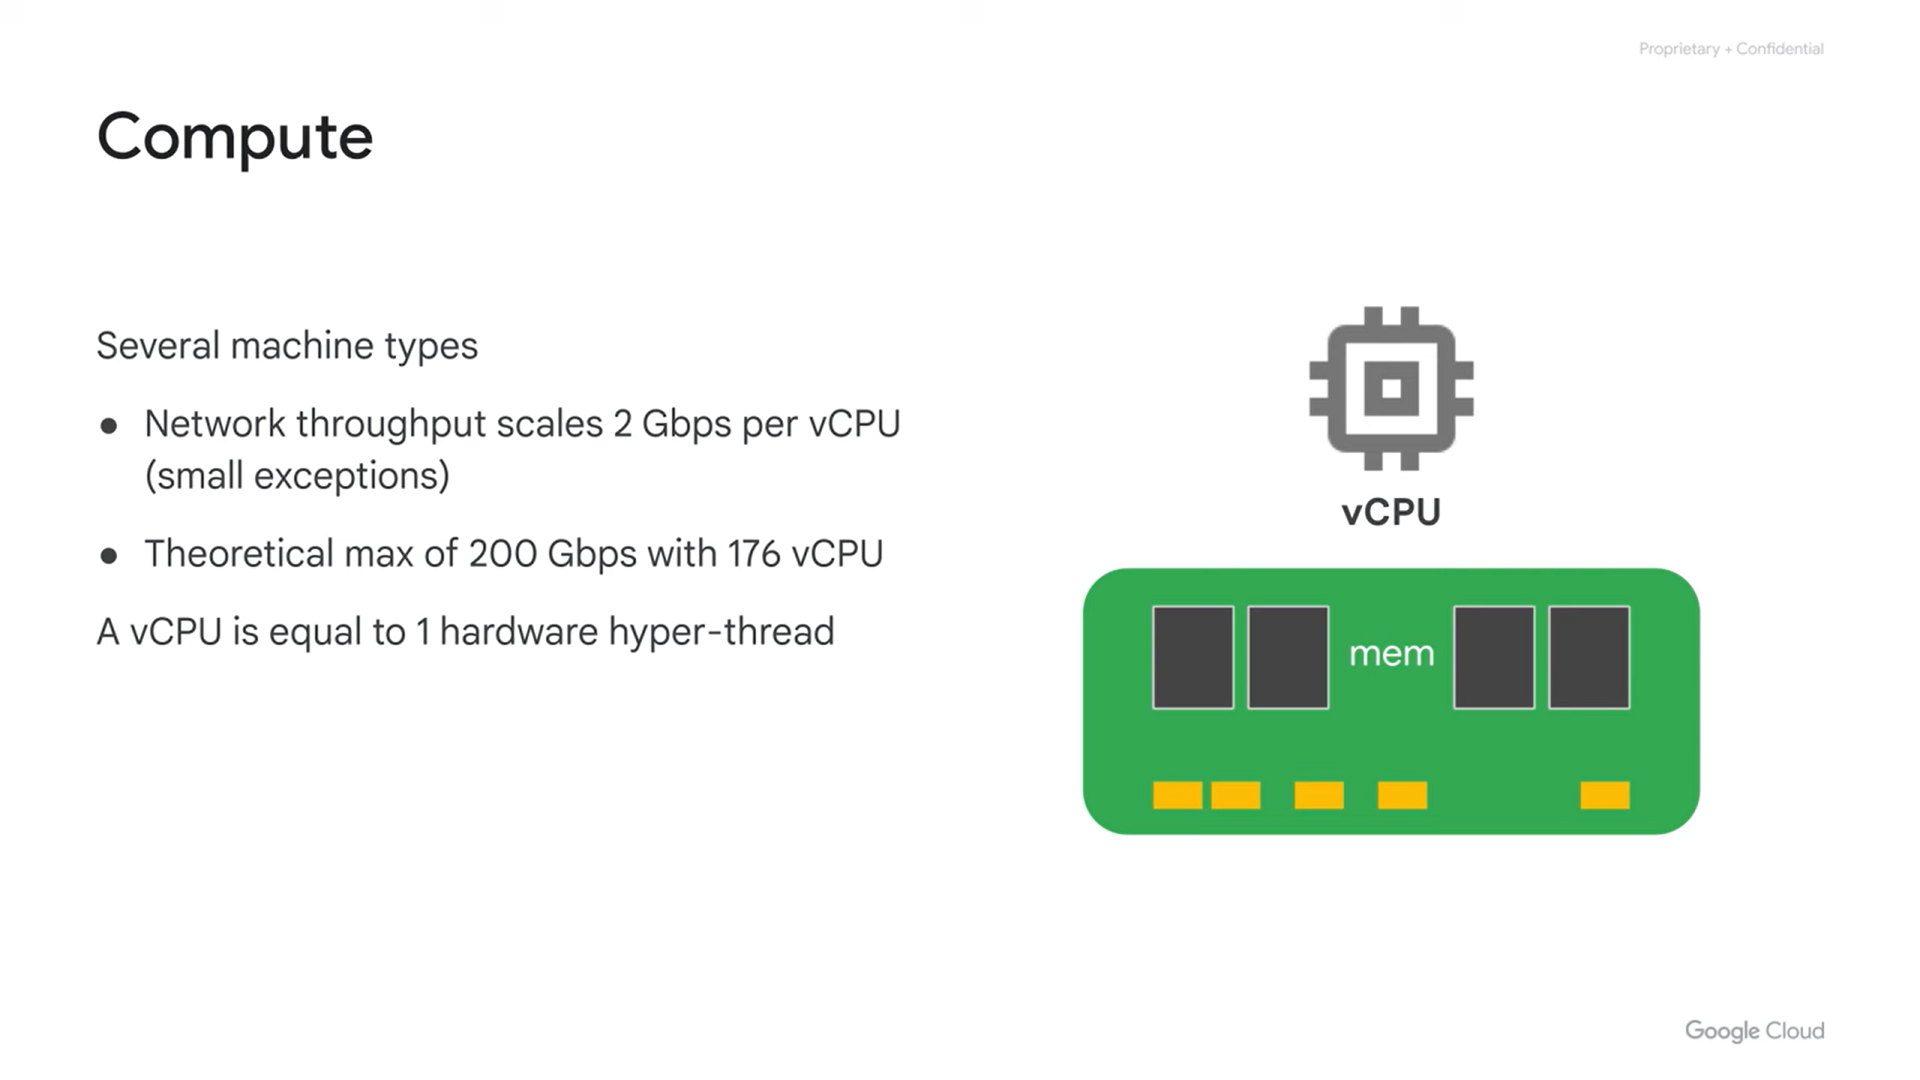 Proprietary + Confidential
Compute
Several machine types
● Network throughput scales 2 Gbps per vCPU
(small exceptions)
● Theoretical max of 200 Gbps with 176 vCPU
A vCPU is equal to 1 hardware hyper-thread
vCPU
mem
Google Cloud